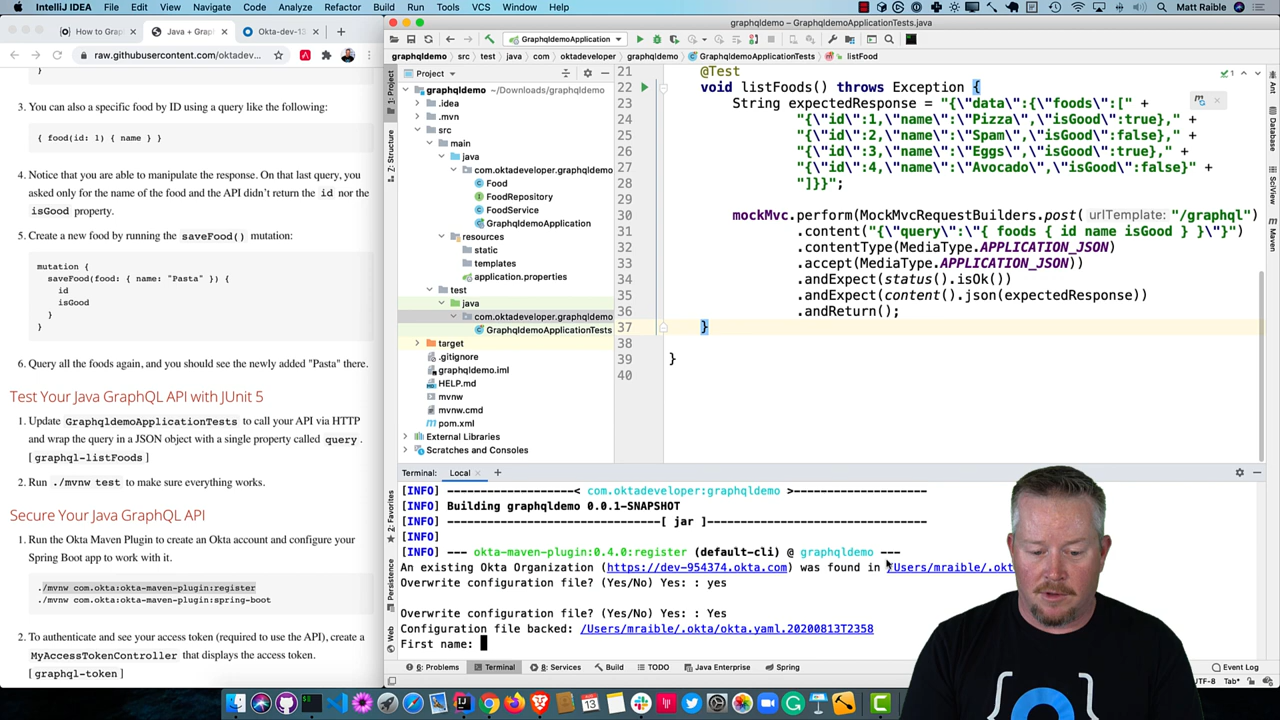 IntelliJ IDEA File Edit View Navigate Code Analyze Refactor Build Run Tools VCS Window Help Matt Raible
How to Grap
Java + Grap
Okta-dev-13
raw.githubusercontent.com/oktadev,
}
3. You can also a specific food by ID using a query like the following:
{ food(id: 1) { name } }
4. Notice that you are able to manipulate the response. On that last query, you
asked only for the name of the food and the API didn't return the id nor the
isGood property.
5. Create a new food by running the saveFood() mutation:
mutation {
saveFood(food: { name: "Pasta" }) {
id
isGood
}
}
6. Query all the foods again, and you should see the newly added "Pasta" there.
Test Your Java GraphQL API with JUnit 5
1. Update GraphqldemoApplicationTests to call your API via HTTP
and wrap the query in a JSON object with a single property called query.
[graphql-listFoods]
2. Run ./mvnw test to make sure everything works.
Secure Your Java GraphQL API
1. Run the Okta Maven Plugin to create an Okta account and configure your
Spring Boot app to work with it.
./mvnw com.okta:okta-maven-plugin:register
./mvnw com.okta:okta-maven-plugin:spring-boot
2. To authenticate and see your access token (required to use the API), create a
MyAccessTokenController that displays the access token.
[graphql-token]
graphqldemo – GraphqldemoApplicationTests.java
GraphqldemoApplication
graphqldemo src test java com oktadeveloper graphqldemo GraphqldemoApplicationTests listFood
1: Project
7: Structure
2: Favorites
Persistence
Web
Project
graphqldemo ~/Downloads/graphqldemo
.idea
.mvn
src
main
java
com.oktadeveloper.graphqldemo
Food
FoodRepository
FoodService
GraphqldemoApplication
resources
static
templates
application.properties
test
java
com.oktadeveloper.graphqldemo
GraphqldemoApplicationTests
target
.gitignore
graphqldemo.iml
HELP.md
mvnw
mvnw.cmd
pom.xml
External Libraries
Scratches and Consoles
21 @Test
22 void listFoods() throws Exception {
23 String expectedResponse = "{\"data\":{\"foods\":[" +
24 "{\"id\":1,\"name\":\"Pizza\",\"isGood\":true}," +
25 "{\"id\":2,\"name\":\"Spam\",\"isGood\":false}," +
26 "{\"id\":3,\"name\":\"Eggs\",\"isGood\":true}," +
27 "{\"id\":4,\"name\":\"Avocado\",\"isGood\":false}" +
28 "]}}";
29
30 mockMvc.perform(MockMvcRequestBuilders.post( urlTemplate: "/graphql")
31 .content("{\"query\":\"{ foods { id name isGood } }\"}")
32 .contentType(MediaType.APPLICATION_JSON)
33 .accept(MediaType.APPLICATION_JSON))
34 .andExpect(status().isOk())
35 .andExpect(content().json(expectedResponse))
36 .andReturn();
37 }
38
39 }
40
1
Ant
Database
SciView
Maven
Terminal: Local +
[INFO] ---------------------< com.oktadeveloper:graphqldemo >---------------------
[INFO] Building graphqldemo 0.0.1-SNAPSHOT
[INFO] --------------------------------[ jar ]---------------------------------
[INFO]
[INFO] --- okta-maven-plugin:0.4.0:register (default-cli) @ graphqldemo ---
An existing Okta Organization (https://dev-954374.okta.com) was found in /Users/mraible/.okt
Overwrite configuration file? (Yes/No) Yes: : yes
Overwrite configuration file? (Yes/No) Yes: : Yes
Configuration file backed: /Users/mraible/.okta/okta.yaml.20200813T2358
First name:
6: Problems Terminal 8: Services Build TODO Java Enterprise Spring Event Log
UTF-8